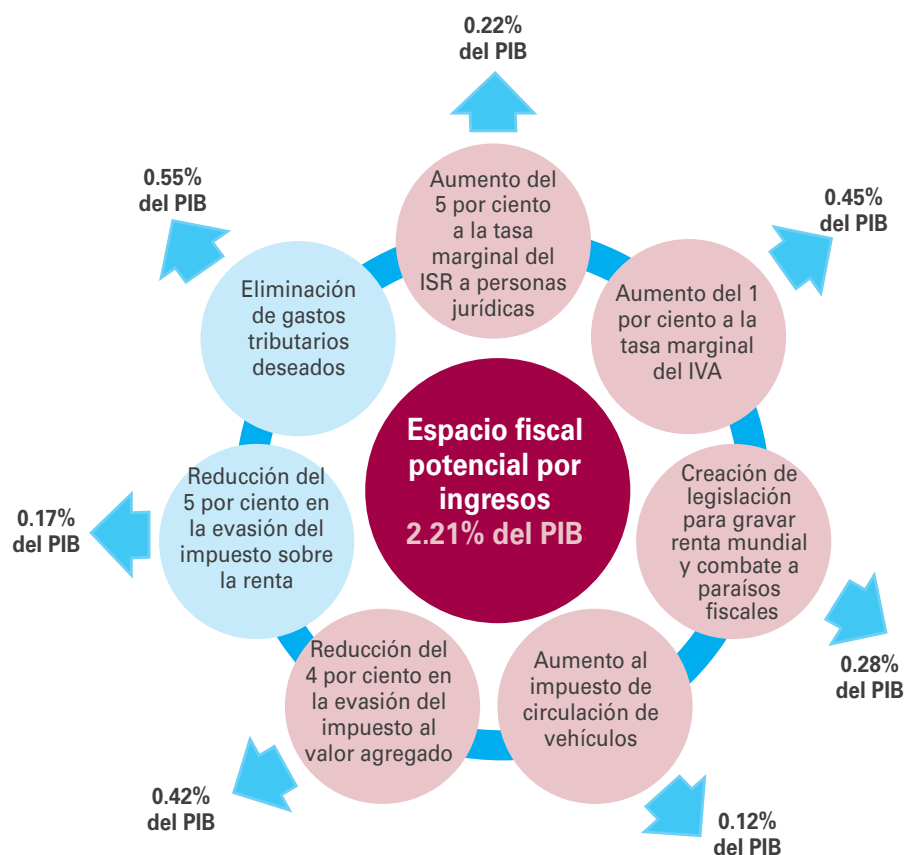 0.22%
del PIB
Aumento del
5 por ciento
a la tasa
marginal del
ISR a personas
jurídicas
0.45%
del PIB
Aumento del 1
por ciento a la
tasa marginal
del IVA
Creación de
legislación
para gravar
renta mundial
y combate a
paraísos
fiscales
0.28%
del PIB
Aumento al
impuesto de
circulación de
vehículos
0.12%
del PIB
Reducción del
4 por ciento en
la evasión del
impuesto al
valor agregado
0.42%
del PIB
Reducción del
5 por ciento en
la evasión del
impuesto sobre
la renta
0.17%
del PIB
Eliminación
de gastos
tributarios
deseados
0.55%
del PIB
Espacio fiscal
potencial por
ingresos
2.21% del PIB